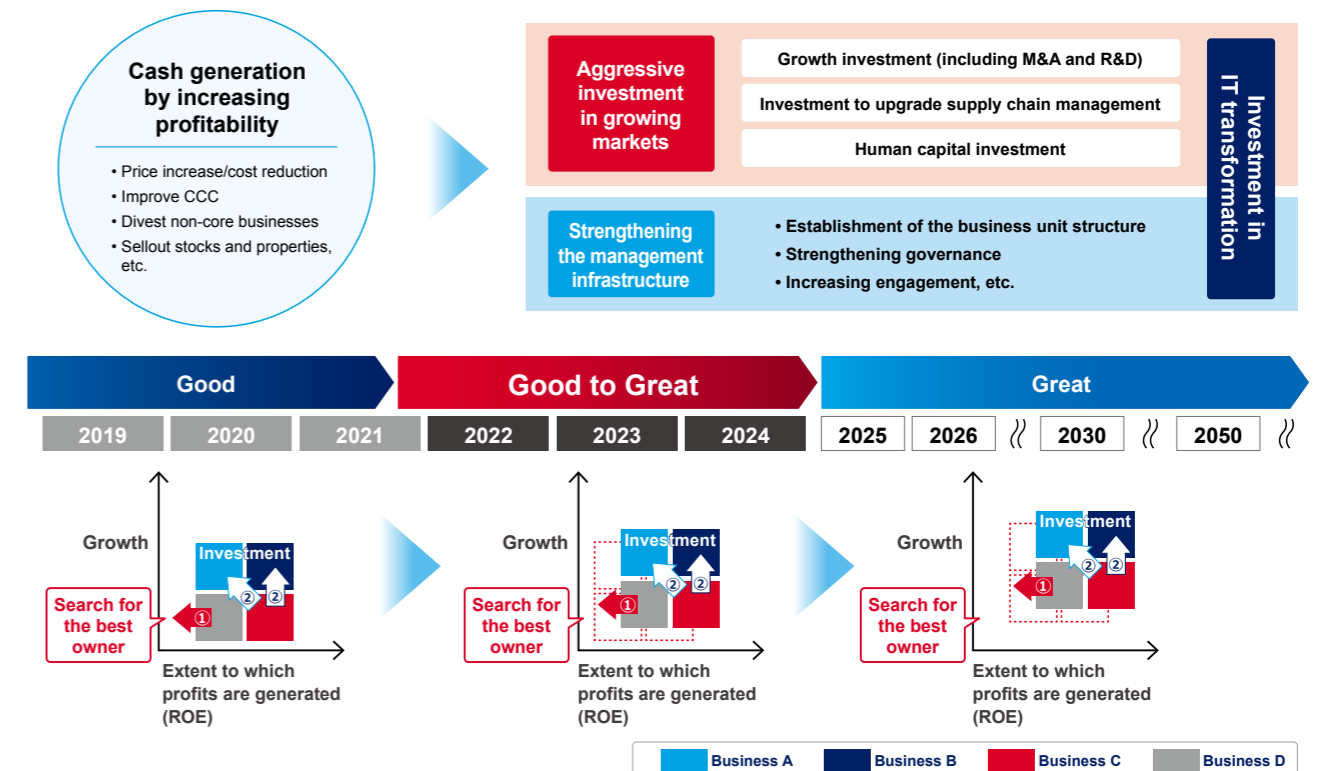 Cash generation
by increasing
profitability
• Price increase/cost reduction
• Improve CCC
• Divest non-core businesses
• Sellout stocks and properties,
etc.
Aggressive
investment
in growing
markets
Growth investment (including M&A and R&D)
Investment to upgrade supply chain management
Human capital investment
Strengthening
the management
infrastructure
• Establishment of the business unit structure
• Strengthening governance
• Increasing engagement, etc.
Investment in
IT transformation
Good
Good to Great
Great
2019
2020
2021
2022
2023
2024
2025
2026
2030
2050
Growth
Investment
②
②
①
Search for
the best
owner
Extent to which
profits are generated
(ROE)
Growth
Investment
②
②
①
Search for
the best
owner
Extent to which
profits are generated
(ROE)
Growth
Investment
②
②
①
Search for
the best
owner
Extent to which
profits are generated
(ROE)
Business A
Business B
Business C
Business D